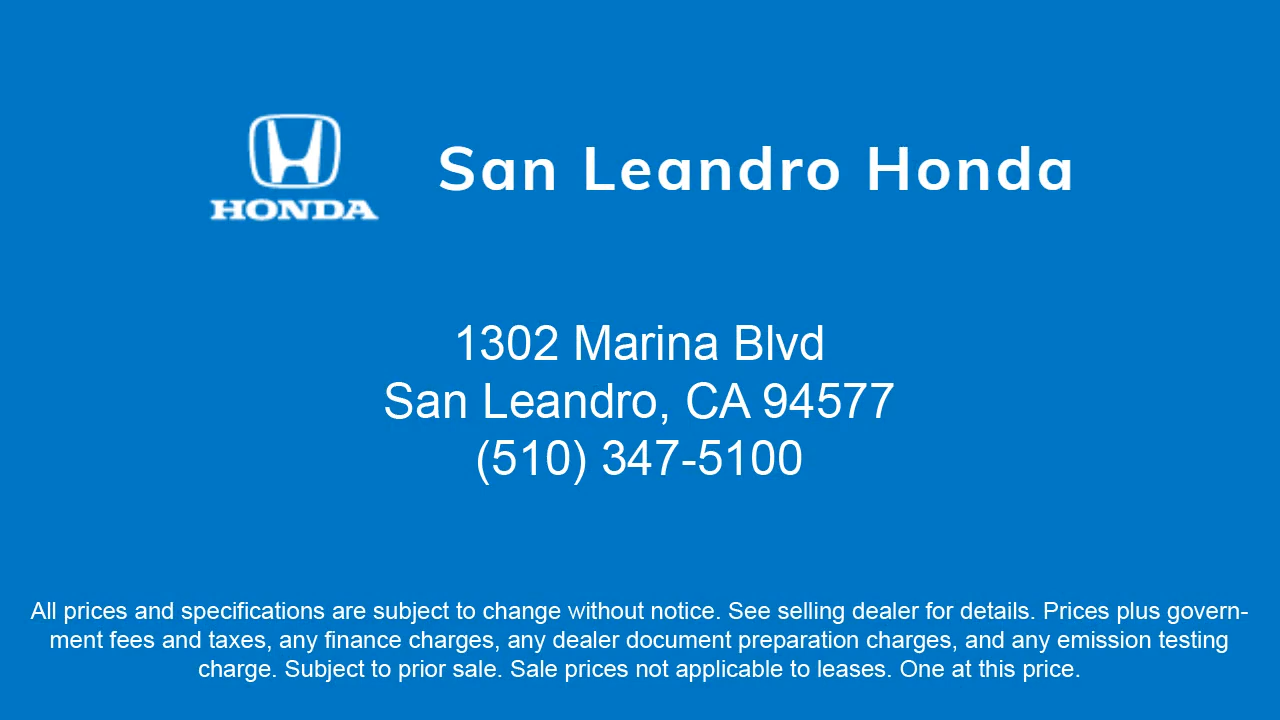 HONDA
San Leandro Honda
1302 Marina Blvd
San Leandro, CA 94577
(510) 347-5100
All prices and specifications are subject to change without notice. See selling dealer for details. Prices plus govern-
ment fees and taxes, any finance charges, any dealer document preparation charges, and any emission testing
charge. Subject to prior sale. Sale prices not applicable to leases. One at this price.